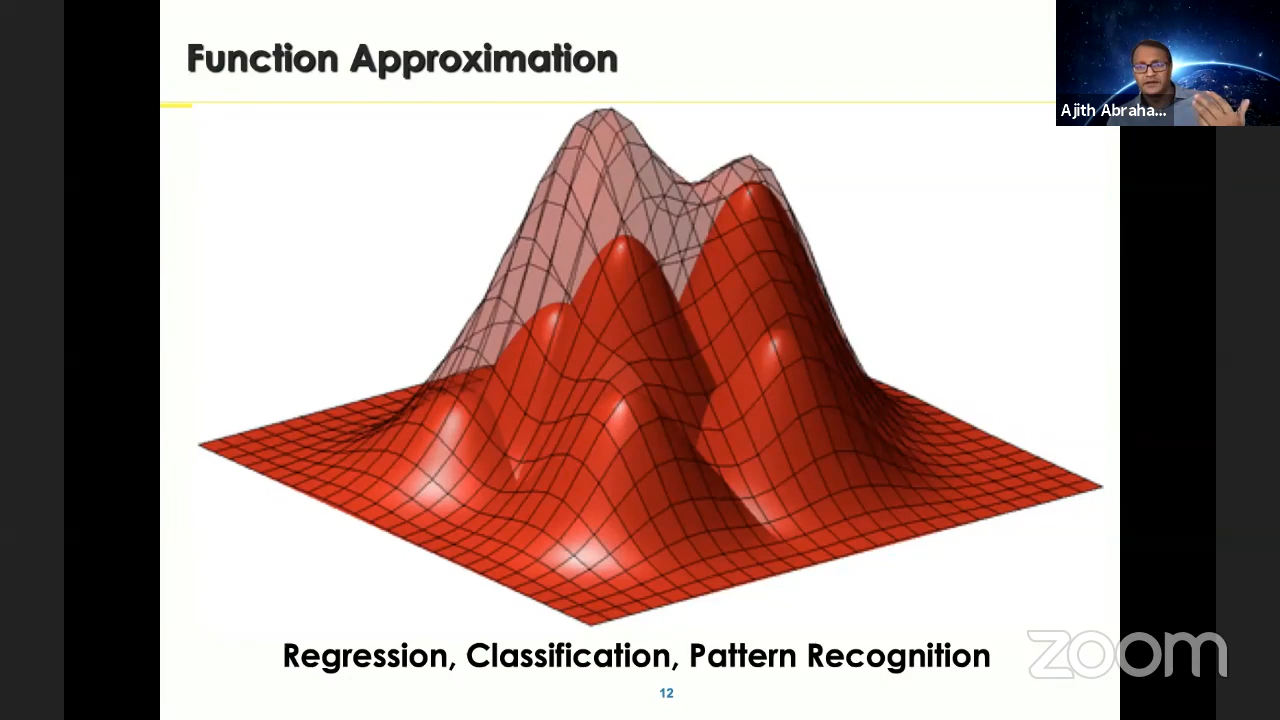 Function Approximation
Ajith Abraha...
Regression, Classification, Pattern Recognition
zoom
12